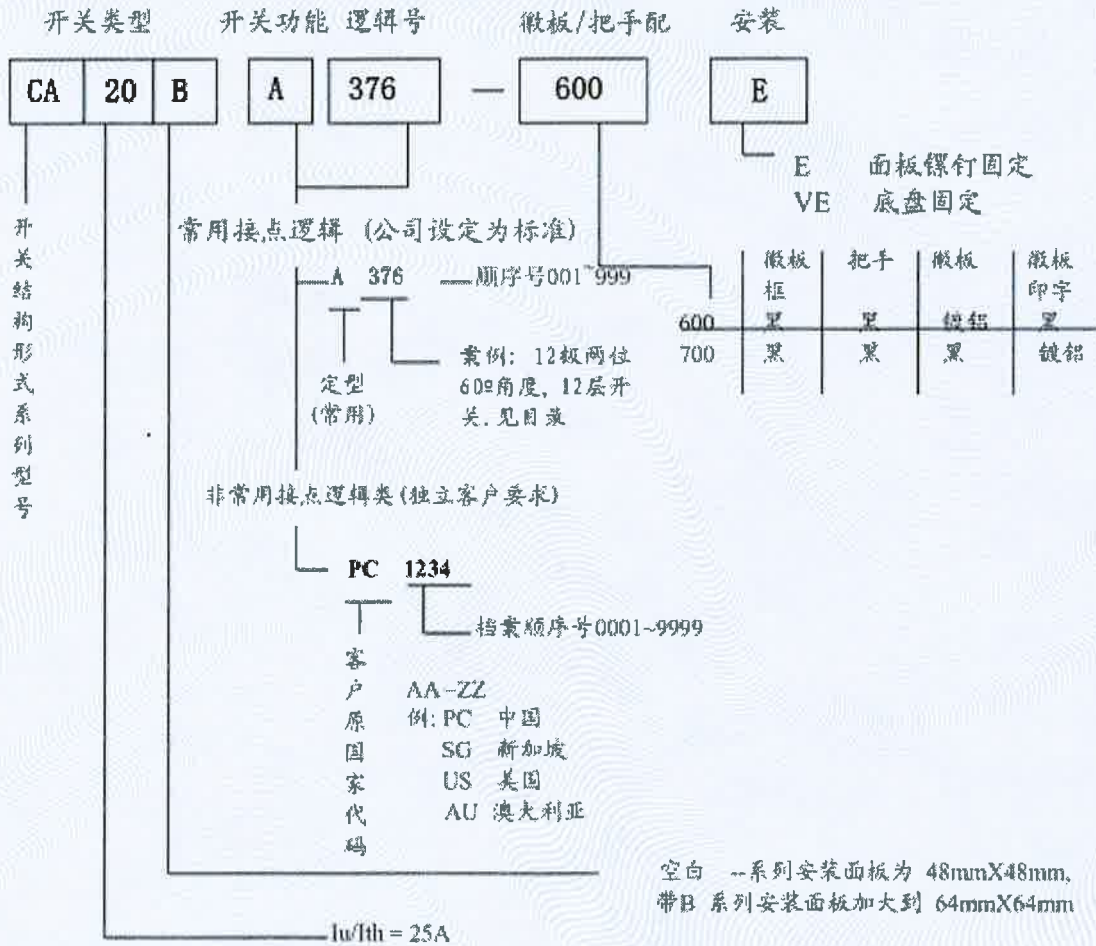 开关类型 开关功能 逻辑号 徽板/把手配 安装
CA 20 B A 376 — 600 E
E 面板镙钉固定
VE 底盘固定
开关结构形式系列型号
常用接点逻辑 (公司设定为标准)
A 376 顺序号001~999
定型
(常用)
案例: 12极两位
60º角度, 12层开
关.见目录
徽板框 把手 徽板 徽板印字
600 黑 黑 镀铝 黑
700 黑 黑 黑 镀铝
非常用接点逻辑类(独立客户要求)
PC 1234
档案顺序号0001~9999
客户原国家代码
AA-ZZ
例: PC 中国
SG 新加坡
US 美国
AU 澳大利亚
空白 --系列安装面板为 48mmX48mm,
带B 系列安装面板加大到 64mmX64mm
Iu/Ith = 25A